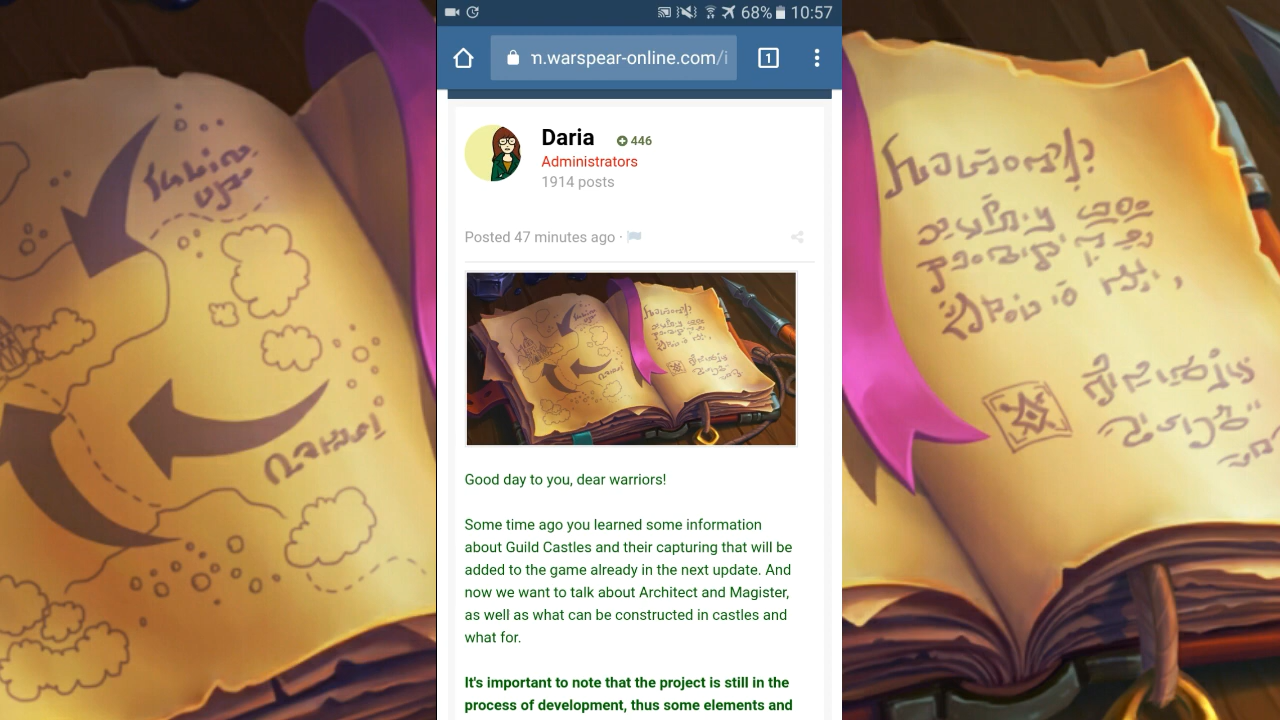 68% 10:57
1
m.warspear-online.com/i
Daria
446
Administrators
1914 posts
Posted 47 minutes ago ·
Good day to you, dear warriors!
Some time ago you learned some information
about Guild Castles and their capturing that will be
added to the game already in the next update. And
now we want to talk about Architect and Magister,
as well as what can be constructed in castles and
what for.
It's important to note that the project is still in the
process of development, thus some elements and